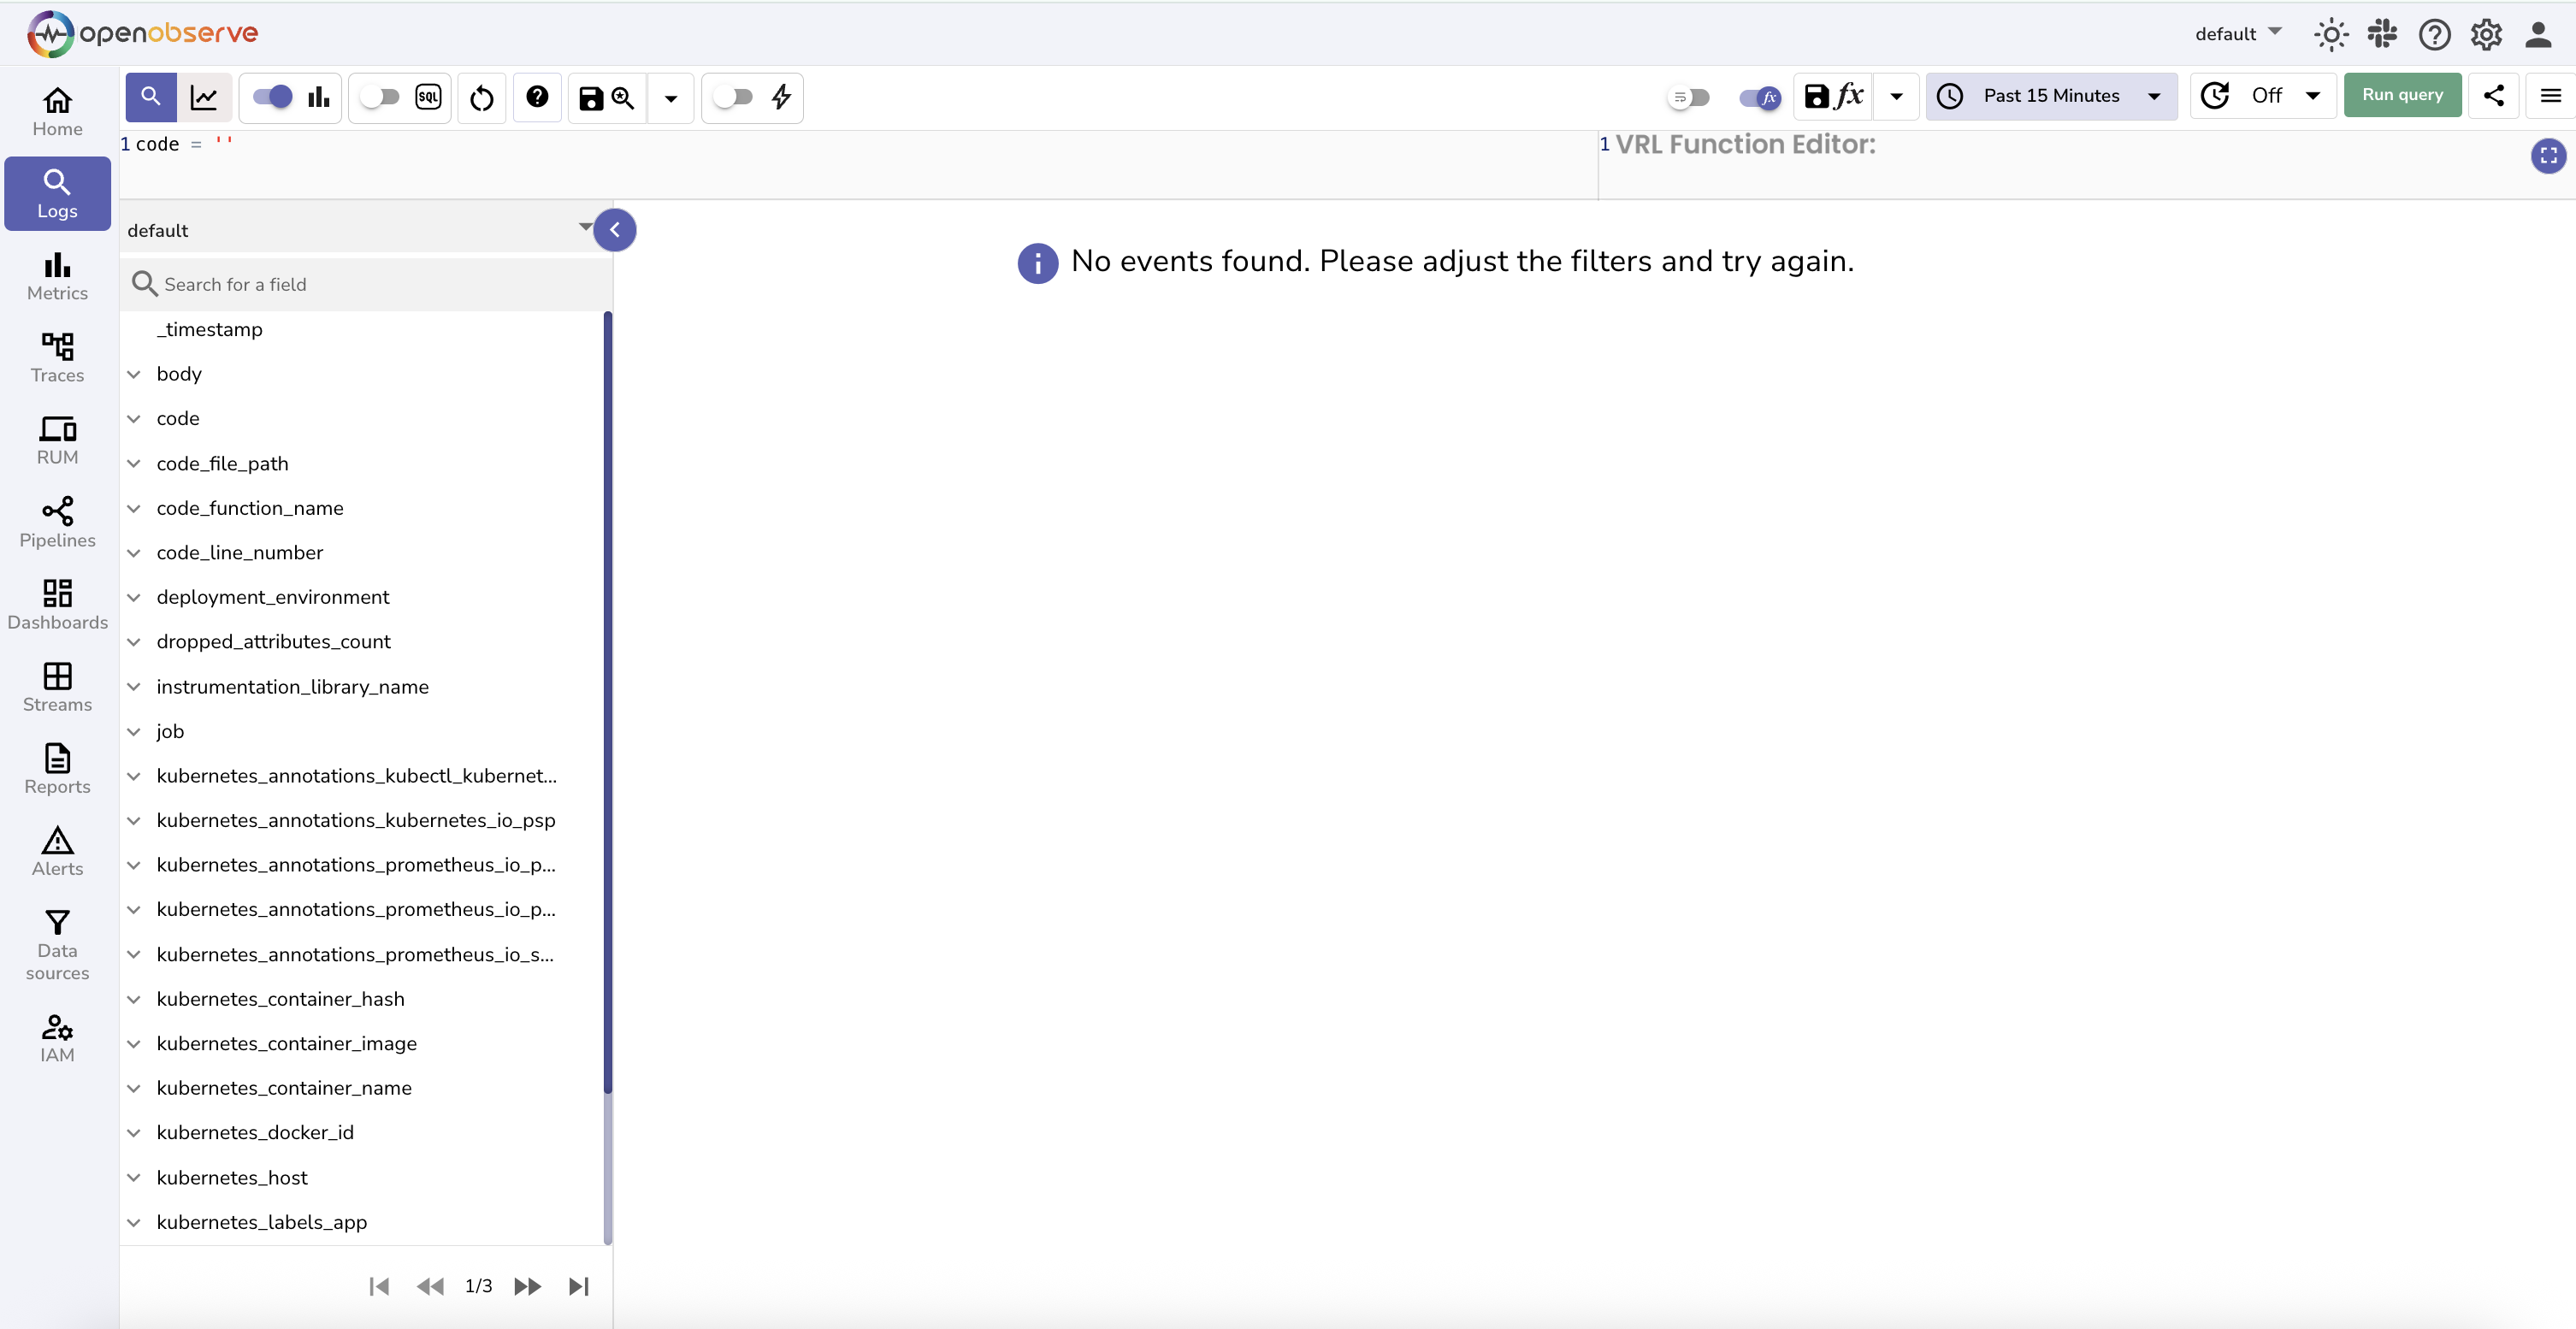 openobserve
default
Home
Logs
Metrics
Traces
RUM
Pipelines
Dashboards
Streams
Reports
Alerts
Data
sources
IAM
SQL
fx
fx
Past 15 Minutes
Off
Run query
1 code = ''
1 VRL Function Editor:
default
Search for a field
_timestamp
body
code
code_file_path
code_function_name
code_line_number
deployment_environment
dropped_attributes_count
instrumentation_library_name
job
kubernetes_annotations_kubectl_kubernet...
kubernetes_annotations_kubernetes_io_psp
kubernetes_annotations_prometheus_io_p...
kubernetes_annotations_prometheus_io_p...
kubernetes_annotations_prometheus_io_s...
kubernetes_container_hash
kubernetes_container_image
kubernetes_container_name
kubernetes_docker_id
kubernetes_host
kubernetes_labels_app
1/3
No events found. Please adjust the filters and try again.